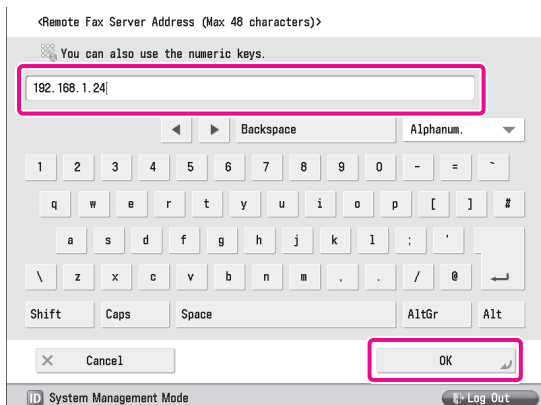 <Remote Fax Server Address (Max 48 characters)>
You can also use the numeric keys.
192.168.1.24
Backspace Alphanum.
1 2 3 4 5 6 7 8 9 0 - = ~
q w e r t y u i o p [ ] #
a s d f g h j k l ; '
\ z x c v b n m , . / @
Shift Caps Space AltGr Alt
Cancel OK
ID System Management Mode Log Out